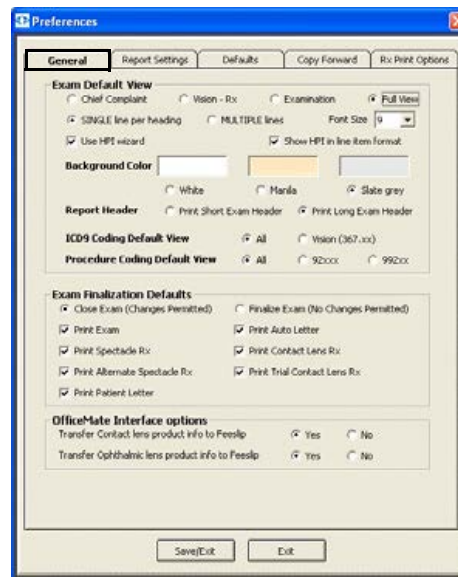 Preferences
General Report Settings Defaults Copy Forward Rx Print Options
Exam Default View
Chief Complaint Vision - Rx Examination Full View
SINGLE line per heading MULTIPLE lines Font Size 9
Use HPI wizard Show HPI in line item format
Background Color
White Manila Slate grey
Report Header Print Short Exam Header Print Long Exam Header
ICD9 Coding Default View All Vision (367.xx)
Procedure Coding Default View All 92xxx 992xx
Exam Finalization Defaults
Close Exam (Changes Permitted) Finalize Exam (No Changes Permitted)
Print Exam Print Auto Letter
Print Spectacle Rx Print Contact Lens Rx
Print Alternate Spectacle Rx Print Trial Contact Lens Rx
Print Patient Letter
OfficeMate Interface options
Transfer Contact lens product info to Feeslip Yes No
Transfer Ophthalmic lens product info to Feeslip Yes No
Save/Exit Exit